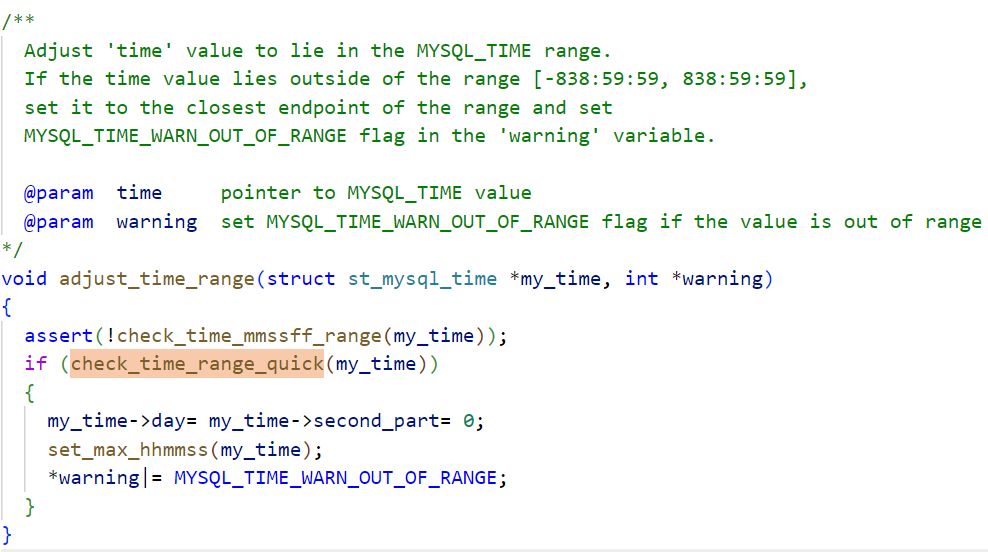 /**
  Adjust 'time' value to lie in the MYSQL_TIME range.
  If the time value lies outside of the range [-838:59:59, 838:59:59],
  set it to the closest endpoint of the range and set
  MYSQL_TIME_WARN_OUT_OF_RANGE flag in the 'warning' variable.

  @param  time     pointer to MYSQL_TIME value
  @param  warning  set MYSQL_TIME_WARN_OUT_OF_RANGE flag if the value is out of range
*/
void adjust_time_range(struct st_mysql_time *my_time, int *warning)
{
  assert(!check_time_mmssff_range(my_time));
  if (check_time_range_quick(my_time))
  {
    my_time->day= my_time->second_part= 0;
    set_max_hhmmss(my_time);
    *warning|= MYSQL_TIME_WARN_OUT_OF_RANGE;
  }
}